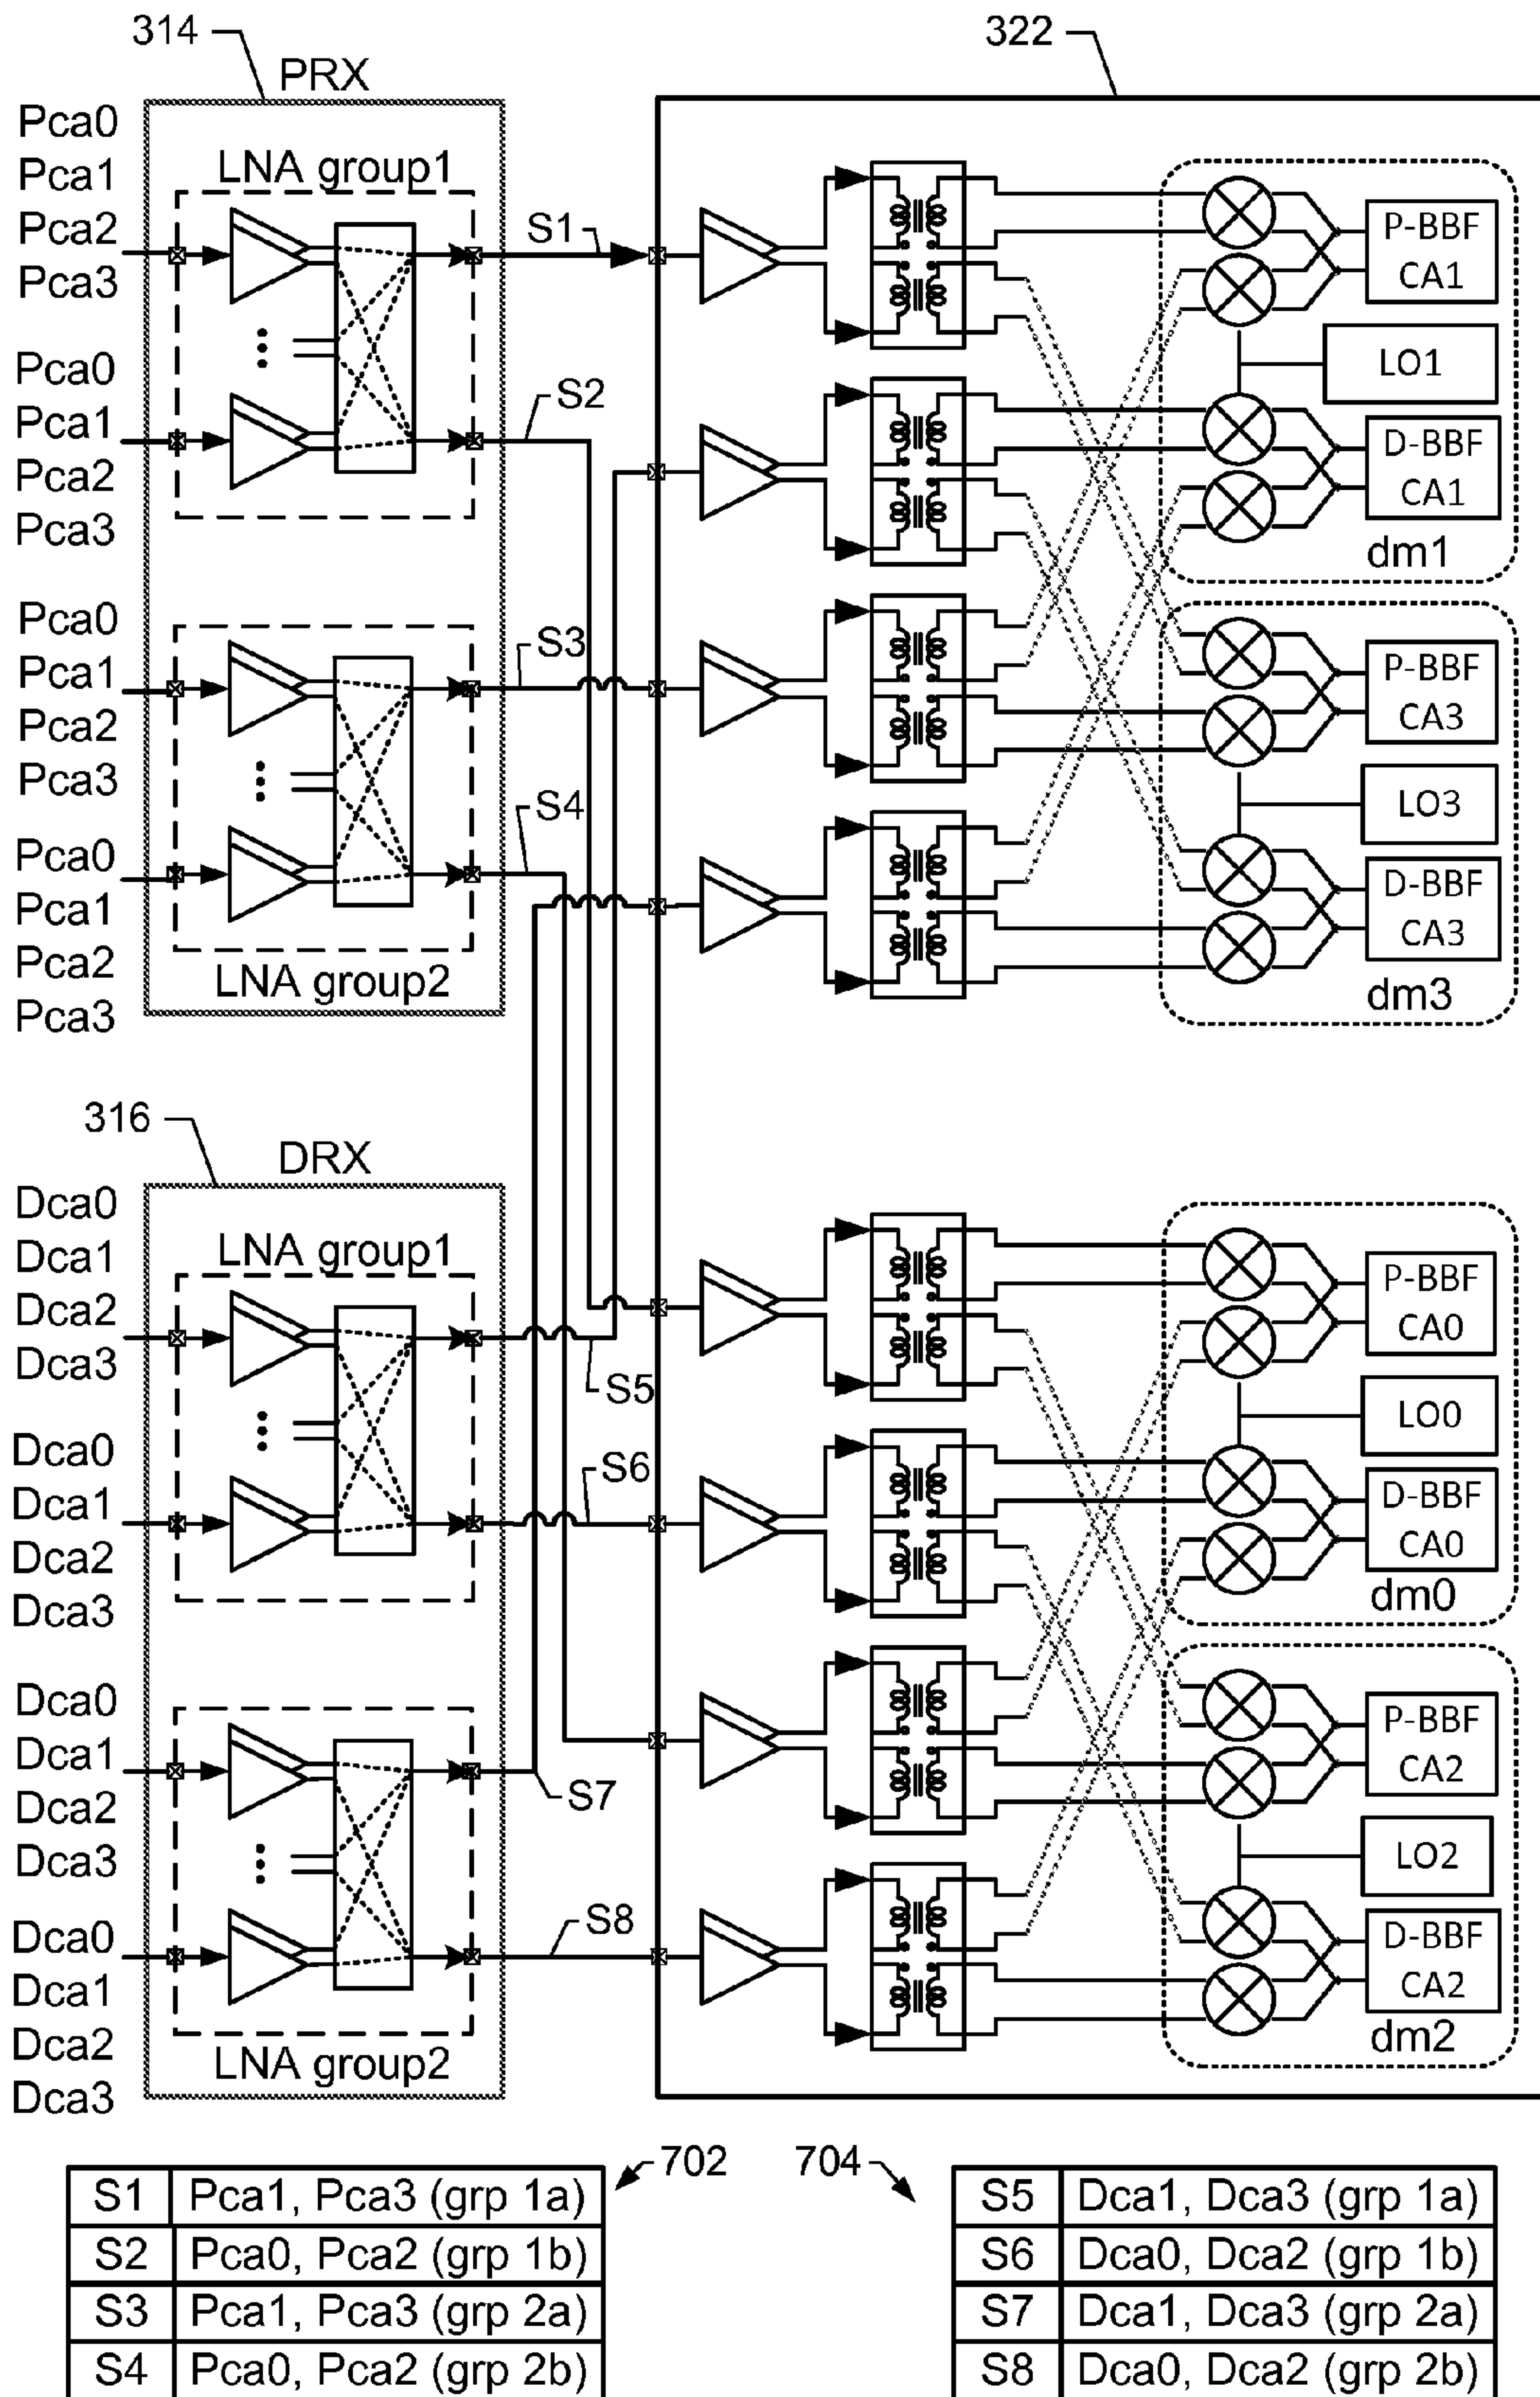 314
322
PRX
Pca0
Pca1
Pca2
Pca3
Pca0
Pca1
Pca2
Pca3
Pca0
Pca1
Pca2
Pca3
Pca0
Pca1
Pca2
Pca3
LNA group1
LNA group2
S1
S2
S3
S4
P-BBF
CA1
LO1
D-BBF
CA1
dm1
P-BBF
CA3
LO3
D-BBF
CA3
dm3
316
DRX
Dca0
Dca1
Dca2
Dca3
Dca0
Dca1
Dca2
Dca3
Dca0
Dca1
Dca2
Dca3
Dca0
Dca1
Dca2
Dca3
LNA group1
LNA group2
S5
S6
S7
S8
P-BBF
CA0
LO0
D-BBF
CA0
dm0
P-BBF
CA2
LO2
D-BBF
CA2
dm2
702
S1 Pca1, Pca3 (grp 1a)
S2 Pca0, Pca2 (grp 1b)
S3 Pca1, Pca3 (grp 2a)
S4 Pca0, Pca2 (grp 2b)
704
S5 Dca1, Dca3 (grp 1a)
S6 Dca0, Dca2 (grp 1b)
S7 Dca1, Dca3 (grp 2a)
S8 Dca0, Dca2 (grp 2b)